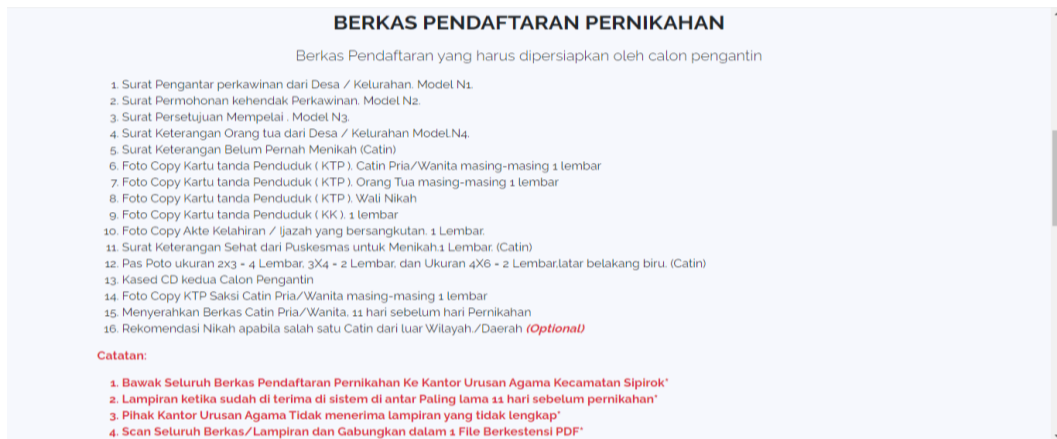 BERKAS PENDAFTARAN PERNIKAHAN
Berkas Pendaftaran yang harus dipersiapkan oleh calon pengantin
1. Surat Pengantar perkawinan dari Desa / Kelurahan. Model N1.
2. Surat Permohonan kehendak Perkawinan. Model N2.
3. Surat Persetujuan Mempelai . Model N3.
4. Surat Keterangan Orang tua dari Desa / Kelurahan Model.N4.
5. Surat Keterangan Belum Pernah Menikah (Catin)
6. Foto Copy Kartu tanda Penduduk ( KTP ). Catin Pria/Wanita masing-masing 1 lembar
7. Foto Copy Kartu tanda Penduduk ( KTP ). Orang Tua masing-masing 1 lembar
8. Foto Copy Kartu tanda Penduduk ( KTP ). Wali Nikah
9. Foto Copy Kartu tanda Penduduk ( KK ). 1 lembar
10. Foto Copy Akte Kelahiran / Ijazah yang bersangkutan. 1 Lembar.
11. Surat Keterangan Sehat dari Puskesmas untuk Menikah.1 Lembar. (Catin)
12. Pas Poto ukuran 2x3 = 4 Lembar, 3X4 = 2 Lembar, dan Ukuran 4X6 = 2 Lembar,latar belakang biru. (Catin)
13. Kased CD kedua Calon Pengantin
14. Foto Copy KTP Saksi Catin Pria/Wanita masing-masing 1 lembar
15. Menyerahkan Berkas Catin Pria/Wanita, 11 hari sebelum hari Pernikahan
16. Rekomendasi Nikah apabila salah satu Catin dari luar Wilayah./Daerah (Optional)
Catatan:
1. Bawak Seluruh Berkas Pendaftaran Pernikahan Ke Kantor Urusan Agama Kecamatan Sipirok*
2. Lampiran ketika sudah di terima di sistem di antar Paling lama 11 hari sebelum pernikahan*
3. Pihak Kantor Urusan Agama Tidak menerima lampiran yang tidak lengkap*
4. Scan Seluruh Berkas/Lampiran dan Gabungkan dalam 1 File Berkestensi PDF*